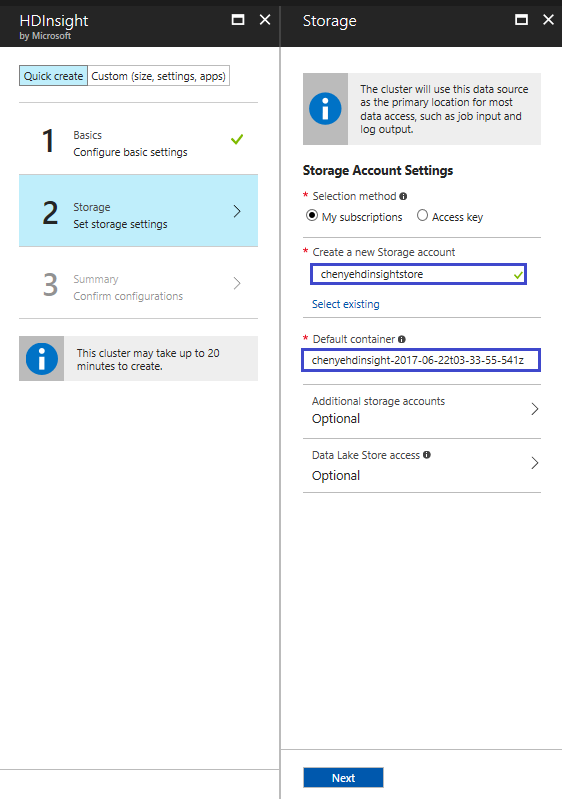 HDInsight
by Microsoft
Quick create
Custom (size, settings, apps)
1
Basics
Configure basic settings
2
Storage
Set storage settings
3
Summary
Confirm configurations
This cluster may take up to 20
minutes to create.
Storage
The cluster will use this data source
as the primary location for most
data access, such as job input and
log output.
Storage Account Settings
* Selection method
My subscriptions
Access key
* Create a new Storage account
chenyehdinsightstore
Select existing
* Default container
chenyehdinsight-2017-06-22t03-33-55-541z
Additional storage accounts
Optional
Data Lake Store access
Optional
Next